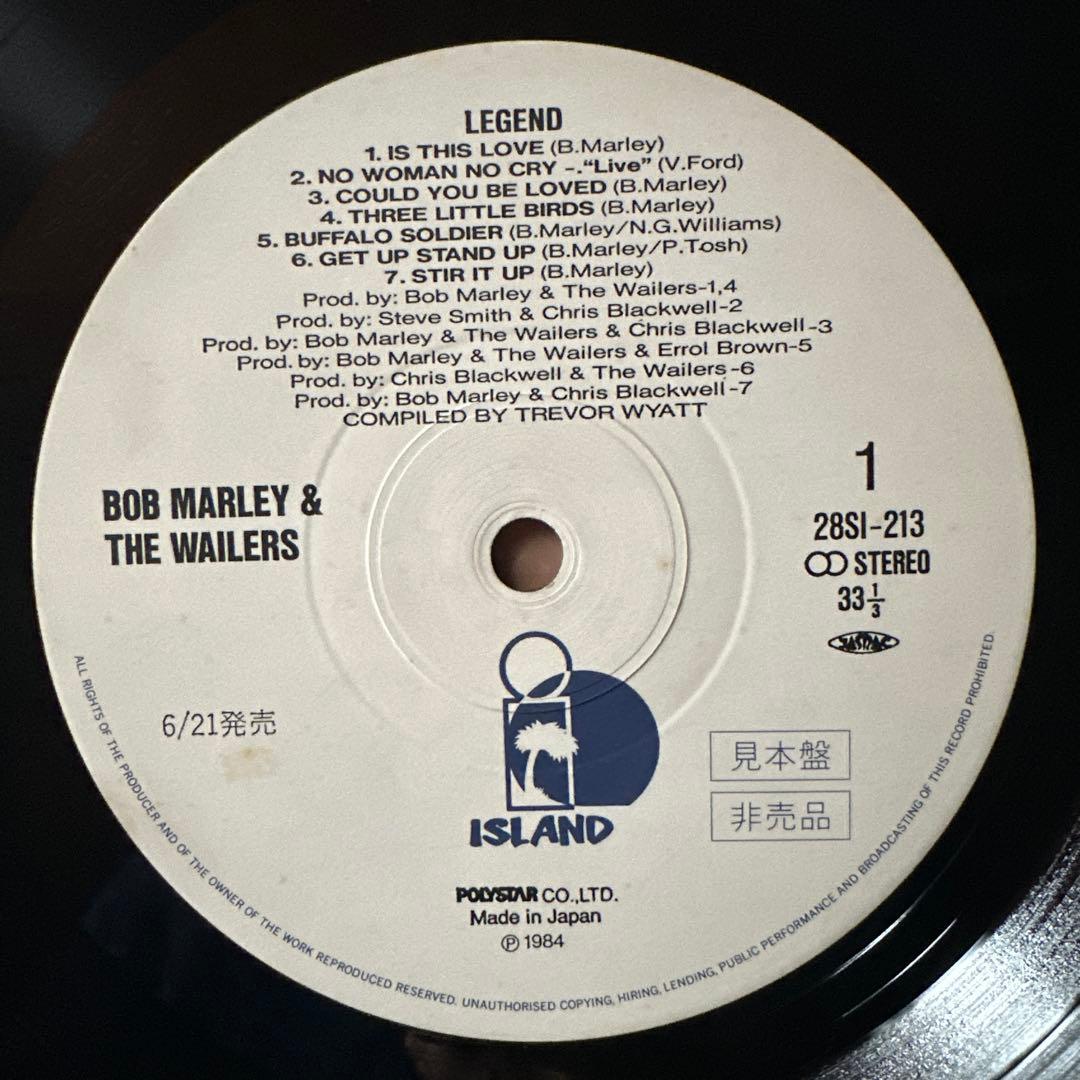 LEGEND
1. IS THIS LOVE (B.Marley)
2. NO WOMAN NO CRY -."Live" (V.Ford)
3. COULD YOU BE LOVED (B.Marley)
4. THREE LITTLE BIRDS (B.Marley)
5. BUFFALO SOLDIER (B.Marley/N.G.Williams)
6. GET UP STAND UP (B.Marley/P.Tosh)
7. STIR IT UP (B.Marley)
Prod. by: Bob Marley & The Wailers-1,4
Prod. by: Steve Smith & Chris Blackwell-2
Prod. by: Bob Marley & The Wailers & Chris Blackwell-3
Prod. by: Bob Marley & The Wailers & Errol Brown-5
Prod. by: Chris Blackwell & The Wailers-6
Prod. by: Bob Marley & Chris Blackwell-7
COMPILED BY TREVOR WYATT
BOB MARLEY &
THE WAILERS
1
28SI-213
STEREO
33 1/3
JASRAC
6/21発売
見本盤
非売品
ISLAND
POLYSTAR CO.,LTD.
Made in Japan
Ⓟ 1984
ALL RIGHTS OF THE PRODUCER AND OF THE OWNER OF THE WORK REPRODUCED RESERVED. UNAUTHORISED COPYING, HIRING, LENDING, PUBLIC PERFORMANCE AND BROADCASTING OF THIS RECORD PROHIBITED.